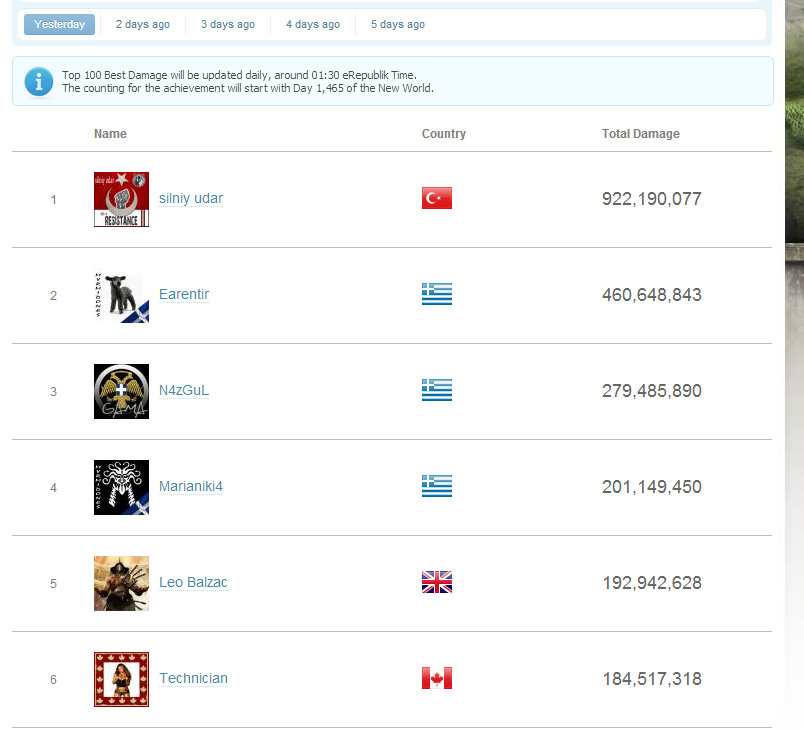 Yesterday 2 days ago 3 days ago 4 days ago 5 days ago
Top 100 Best Damage will be updated daily, around 01:30 eRepublik Time.
The counting for the achievement will start with Day 1,465 of the New World.
Name Country Total Damage
silniy udar
RESISTANCE
1 silniy udar 922,190,077
MYRMIDONES
2 Earentir 460,648,843
GAMA
3 N4zGuL 279,485,890
MYRMIDONES
4 Marianiki4 201,149,450
5 Leo Balzac 192,942,628
6 Technician 184,517,318